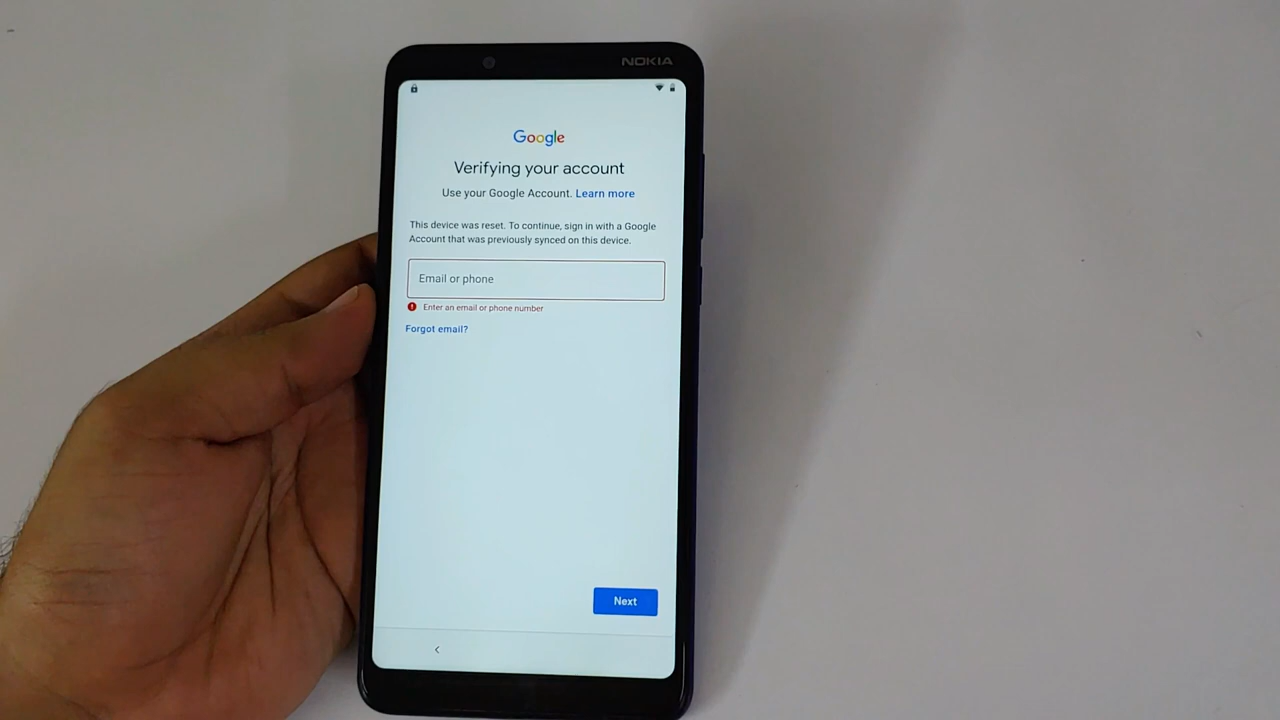 NOKIA
Google
Verifying your account
Use your Google Account. Learn more
This device was reset. To continue, sign in with a Google
Account that was previously synced on this device.
Email or phone
Enter an email or phone number
Forgot email?
Next